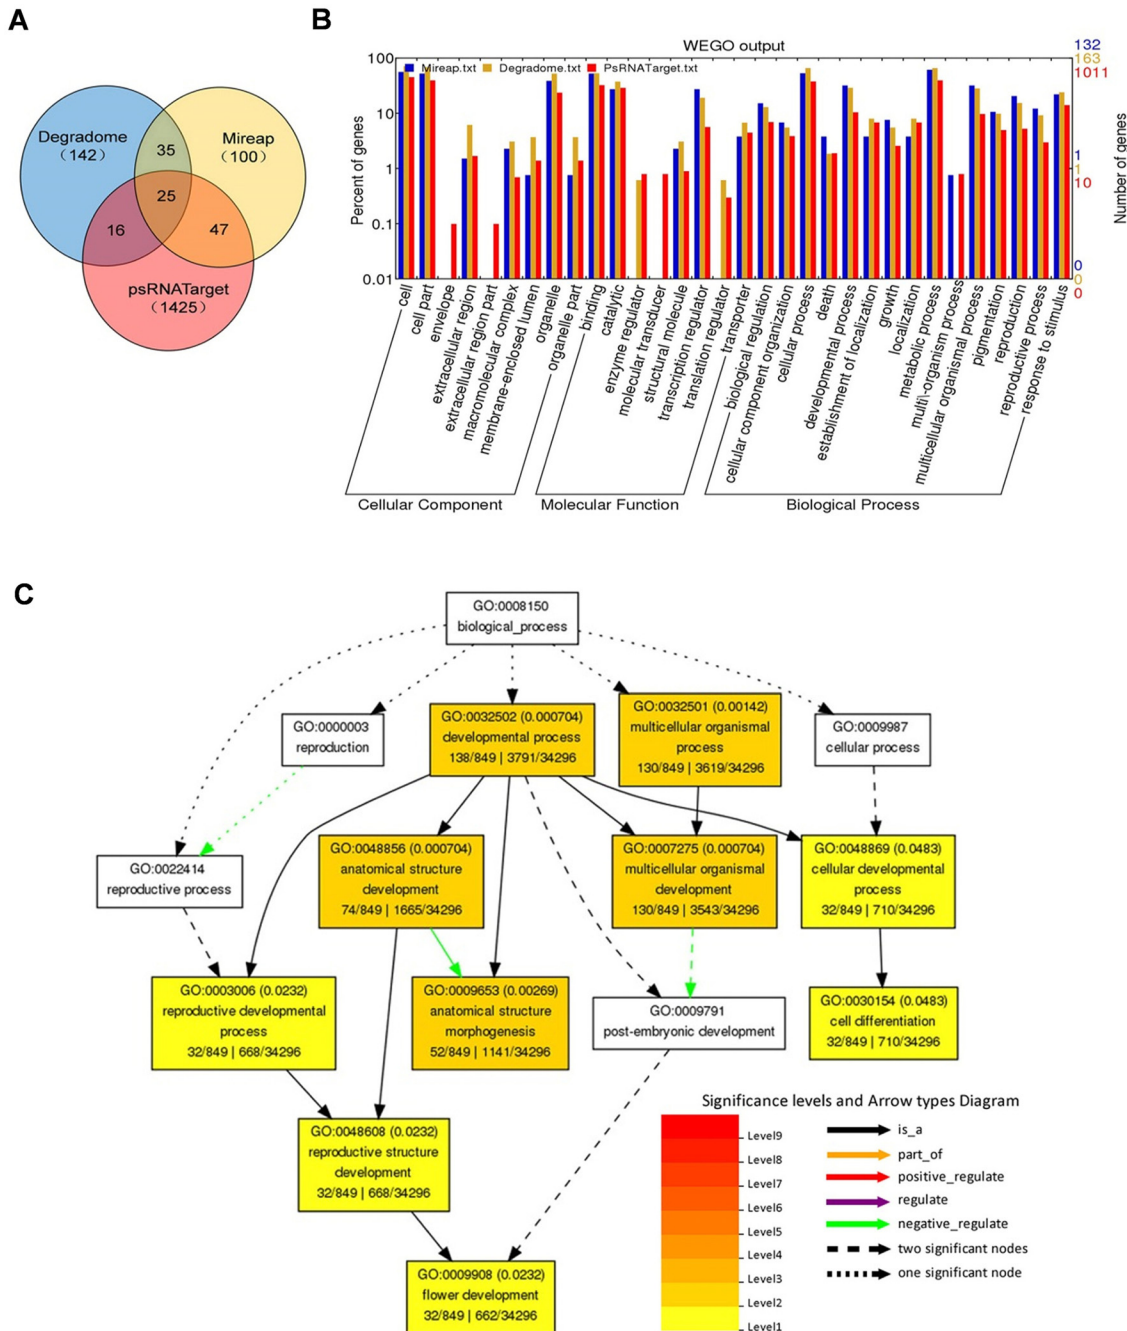 A
Degradome
(142)
35
Mireap
(100)
25
16
47
psRNATarget
(1425)
B
WEGO output
Mireap.txt Degradome.txt PsRNATarget.txt
Percent of genes
100
10
1
0.1
0.01
132
163
1011
1
1
10
0
0
0
Number of genes
cell
cell part
envelope
extracellular region
extracellular region part
macromolecular complex
membrane-enclosed lumen
organelle
organelle part
binding
catalytic
enzyme regulator
molecular transducer
structural molecule
transcription regulator
translation regulator
transporter
biological regulation
cellular component organization
cellular process
death
developmental process
establishment of localization
growth
localization
metabolic process
multi\-organism process
multicellular organismal process
pigmentation
reproduction
reproductive process
response to stimulus
Cellular Component
Molecular Function
Biological Process
C
GO:0008150
biological_process
GO:0000003
reproduction
GO:0032502 (0.000704)
developmental process
138/849 | 3791/34296
GO:0032501 (0.00142)
multicellular organismal
process
130/849 | 3619/34296
GO:0009987
cellular process
GO:0022414
reproductive process
GO:0048856 (0.000704)
anatomical structure
development
74/849 | 1665/34296
GO:0007275 (0.000704)
multicellular organismal
development
130/849 | 3543/34296
GO:0048869 (0.0483)
cellular developmental
process
32/849 | 710/34296
GO:0003006 (0.0232)
reproductive developmental
process
32/849 | 668/34296
GO:0009653 (0.00269)
anatomical structure
morphogenesis
52/849 | 1141/34296
GO:0009791
post-embryonic development
GO:0030154 (0.0483)
cell differentiation
32/849 | 710/34296
GO:0048608 (0.0232)
reproductive structure
development
32/849 | 668/34296
GO:0009908 (0.0232)
flower development
32/849 | 662/34296
Significance levels and Arrow types Diagram
Level9
Level8
Level7
Level6
Level5
Level4
Level3
Level2
Level1
is_a
part_of
positive_regulate
regulate
negative_regulate
two significant nodes
one significant node